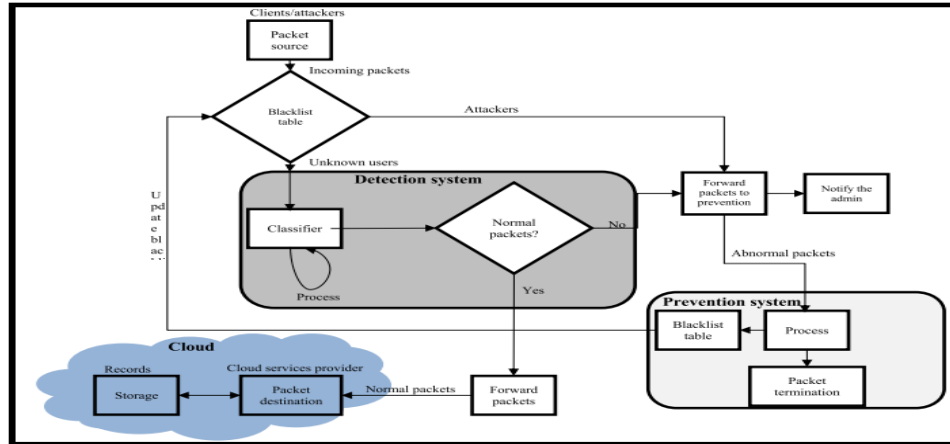 Clients/attackers
Packet
source
Incoming packets
Blacklist
table
Attackers
Unknown users
Detection system
Classifier
Process
Normal
packets?
No
Yes
Forward
packets to
prevention
Notify the
admin
Abnormal packets
U
pd
at
e
bl
ac
Prevention system
Blacklist
table
Process
Packet
termination
Cloud
Records
Storage
Cloud services provider
Packet
destination
Normal packets
Forward
packets